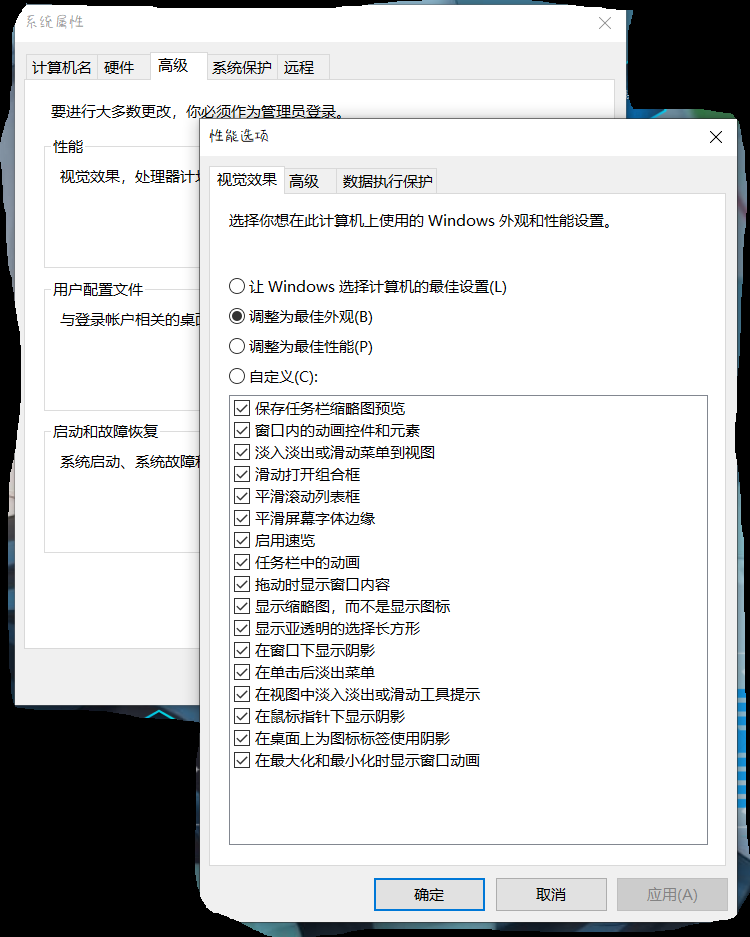 系统属性
计算机名 硬件 高级 系统保护 远程
要进行大多数更改，你必须作为管理员登录。
性能
视觉效果，处理器计
用户配置文件
与登录帐户相关的桌
启动和故障恢复
系统启动、系统故障
性能选项
视觉效果 高级 数据执行保护
选择你想在此计算机上使用的 Windows 外观和性能设置。
让 Windows 选择计算机的最佳设置(L)
调整为最佳外观(B)
调整为最佳性能(P)
自定义(C):
保存任务栏缩略图预览
窗口内的动画控件和元素
淡入淡出或滑动菜单到视图
滑动打开组合框
平滑滚动列表框
平滑屏幕字体边缘
启用速览
任务栏中的动画
拖动时显示窗口内容
显示缩略图，而不是显示图标
显示亚透明的选择长方形
在窗口下显示阴影
在单击后淡出菜单
在视图中淡入淡出或滑动工具提示
在鼠标指针下显示阴影
在桌面上为图标标签使用阴影
在最大化和最小化时显示窗口动画
确定 取消 应用(A)